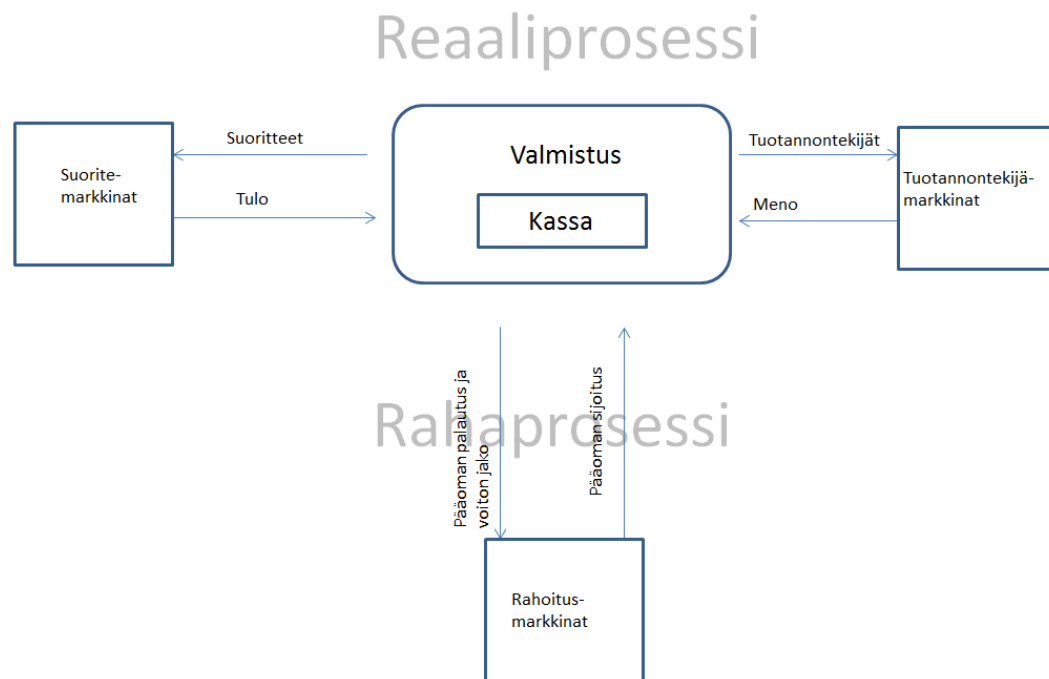 Reaaliprosessi
Suorite-
markkinat
Suoritteet
Tulo
Valmistus
Kassa
Tuotannontekijät
Meno
Tuotannontekijä-
markkinat
Rahaprosessi
Pääoman palautus ja
voiton jako
Pääoman sijoitus
Rahoitus-
markkinat